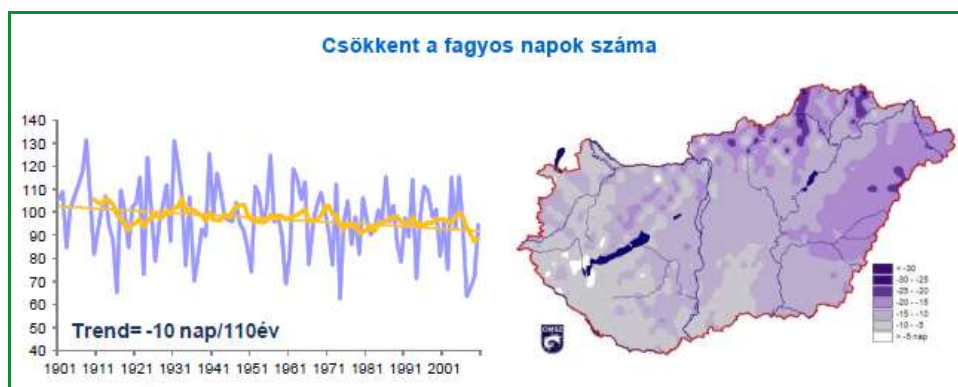 Csökkent a fagyos napok száma
140
130
120
110
100
90
80
70
60
50
40
Trend= -10 nap/110év
1901 1911 1921 1931 1941 1951 1961 1971 1981 1991 2001
< -30
-30 - -25
-25 - -20
-20 - -15
-15 - -10
-10 - -5
> -5 nap
OMSZ